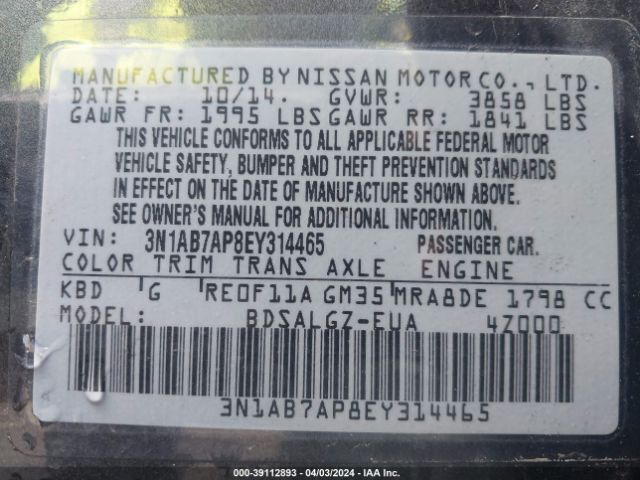 MANUFACTURED BY NISSAN MOTOR CO., LTD.
DATE: 10/14. GVWR: 3858 LBS
GAWR FR: 1995 LBS GAWR RR: 1841 LBS
THIS VEHICLE CONFORMS TO ALL APPLICABLE FEDERAL MOTOR
VEHICLE SAFETY, BUMPER AND THEFT PREVENTION STANDARDS
IN EFFECT ON THE DATE OF MANUFACTURE SHOWN ABOVE.
SEE OWNER'S MANUAL FOR ADDITIONAL INFORMATION.
VIN: 3N1AB7AP8EY314465 PASSENGER CAR.
COLOR TRIM TRANS AXLE ENGINE
KBD G RE0F11A GM35 MRA8DE 1798 CC
MODEL: BDSALGZ-EUA 4Z000
3N1AB7AP8EY314465
000-39112893 - 04/03/2024 - IAA Inc.